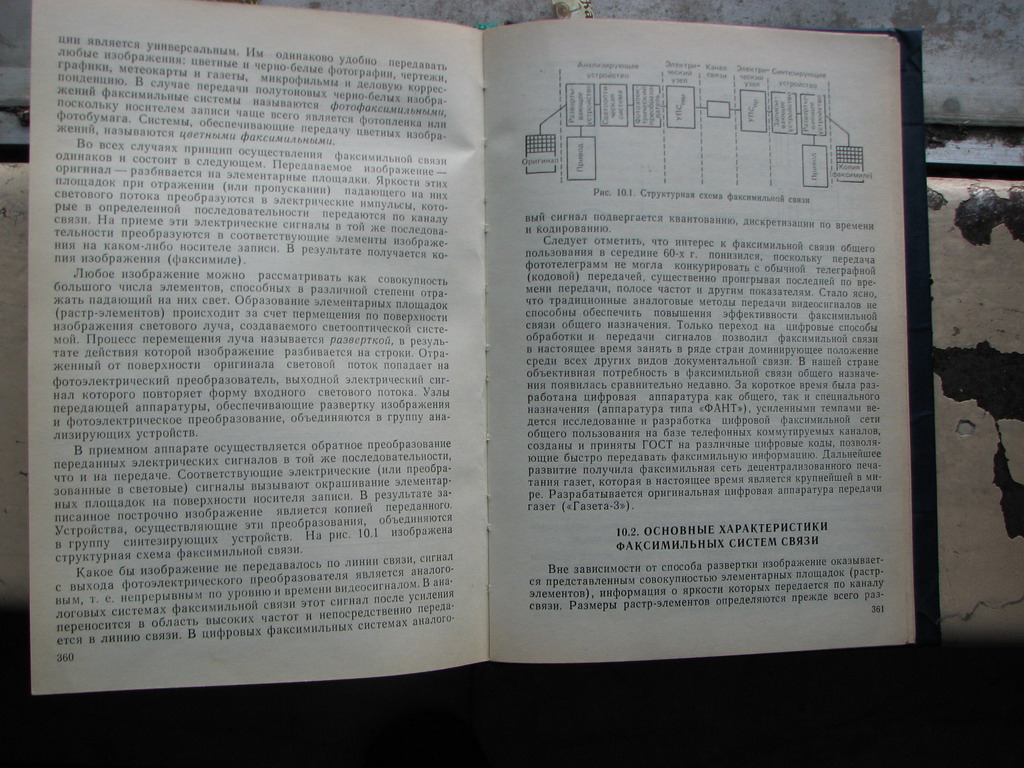 ции является универсальным. Им одинаково удобно передавать
любые изображения: цветные и черно-белые фотографии, чертежи,
графики, метеокарты и газеты, микрофильмы и деловую коррес-
понденцию. В случае передачи полутоновых черно-белых изобра-
жений факсимильные системы называются фотофаксимильными,
поскольку носителем записи чаще всего является фотопленка или
фотобумага. Системы, обеспечивающие передачу цветных изобра-
жений, называются цветными факсимильными.
Во всех случаях принцип осуществления факсимильной связи
одинаков и состоит в следующем. Передаваемое изображение —
оригинал — разбивается на элементарные площадки. Яркости этих
площадок при отражении (или пропускании) падающего на них
светового потока преобразуются в электрические импульсы, кото-
рые в определенной последовательности передаются по каналу
связи. На приеме эти электрические сигналы в той же последова-
тельности преобразуются в соответствующие элементы изображе-
ния на каком-либо носителе записи. В результате получается ко-
пия изображения (факсимиле).
Любое изображение можно рассматривать как совокупность
большого числа элементов, способных в различной степени отра-
жать падающий на них свет. Образование элементарных площадок
(растр-элементов) происходит за счет пермещения по поверхности
изображения светового луча, создаваемого светооптической систе-
мой. Процесс перемещения луча называется разверткой, в резуль-
тате действия которой изображение разбивается на строки. Отра-
женный от поверхности оригинала световой поток попадает на
фотоэлектрический преобразователь, выходной электрический сиг-
нал которого повторяет форму входного светового потока. Узлы
передающей аппаратуры, обеспечивающие развертку изображения
и фотоэлектрическое преобразование, объединяются в группу ана-
лизирующих устройств.
В приемном аппарате осуществляется обратное преобразование
переданных электрических сигналов в той же последовательности,
что и на передаче. Соответствующие электрические (или преобра-
зованные в световые) сигналы вызывают окрашивание элементар-
ных площадок на поверхности носителя записи. В результате за-
писанное построчно изображение является копией переданного.
Устройства, осуществляющие эти преобразования, объединяются
в группу синтезирующих устройств. На рис. 10.1 изображена
структурная схема факсимильной связи.
Какое бы изображение не передавалось по линии связи, сигнал
с выхода фотоэлектрического преобразователя является аналого-
вым, т. е. непрерывным по уровню и времени видеосигналом. В ана-
логовых системах факсимильной связи этот сигнал после усиления
переносится в область высоких частот и непосредственно переда-
ется в линию связи. В цифровых факсимильных системах аналого-
360
Анализирующее
устройство
Электри-
ческий
узел
Канал
связи
Электри-
ческий
узел
Синтезирующее
устройство
Оригинал
Привод
УПС
УПС
Привод
(Копия
факсимиле)
Рис. 10.1. Структурная схема факсимильной связи
вый сигнал подвергается квантованию, дискретизации по времени
и кодированию.
Следует отметить, что интерес к факсимильной связи общего
пользования в середине 60-х г. понизился, поскольку передача
фототелеграмм не могла конкурировать с обычной телеграфной
(кодовой) передачей, существенно проигрывая последней по вре-
мени передачи, полосе частот и другим показателям. Стало ясно,
что традиционные аналоговые методы передачи видеосигналов не
способны обеспечить повышения эффективности факсимильной
связи общего назначения. Только переход на цифровые способы
обработки и передачи сигналов позволил факсимильной связи
в настоящее время занять в ряде стран доминирующее положение
среди всех других видов документальной связи. В нашей стране
объективная потребность в факсимильной связи общего назначе-
ния появилась сравнительно недавно. За короткое время была раз-
работана цифровая аппаратура как общего, так и специального
назначения (аппаратура типа «ФАНТ»), усиленными темпами ве-
дется исследование и разработка цифровой факсимильной сети
общего пользования на базе телефонных коммутируемых каналов,
созданы и приняты ГОСТ на различные цифровые коды, позволя-
ющие быстро передавать факсимильную информацию. Дальнейшее
развитие получила факсимильная сеть децентрализованного печа-
тания газет, которая в настоящее время является крупнейшей в ми-
ре. Разрабатывается оригинальная цифровая аппаратура передачи
газет («Газета-3»).
10.2. ОСНОВНЫЕ ХАРАКТЕРИСТИКИ
ФАКСИМИЛЬНЫХ СИСТЕМ СВЯЗИ
Вне зависимости от способа развертки изображение оказывает-
ся представленным совокупностью элементарных площадок (растр-
элементов), информация о яркости которых передается по каналу
связи. Размеры растр-элементов определяются прежде всего раз-
361